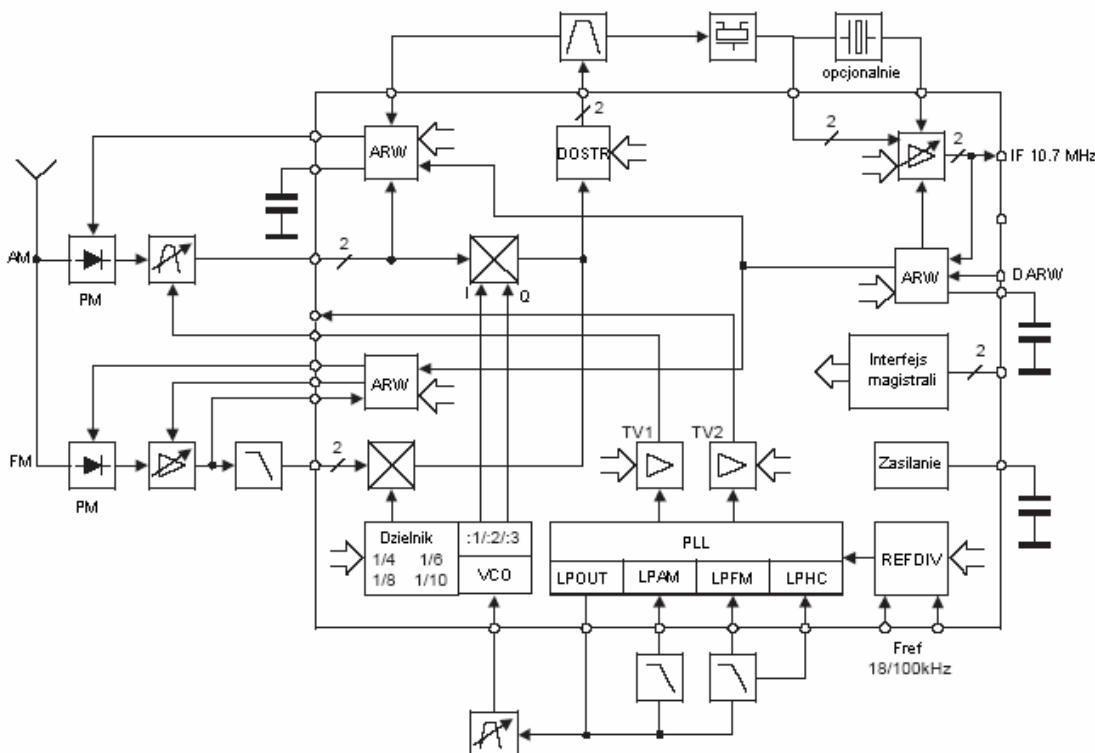 opcjonalnie
2
2
2
ARW
DOSTR
IF 10.7 MHz
AM
2
I
Q
ARW
D ARW
PM
Interfejs
magistrali
2
ARW
TV1
TV2
FM
2
Zasilanie
PM
Dzielnik
1/4 1/6
1/8 1/10
:1/:2/:3
VCO
PLL
LPOUT
LPAM
LPFM
LPHC
REFDIV
Fref
18/100kHz